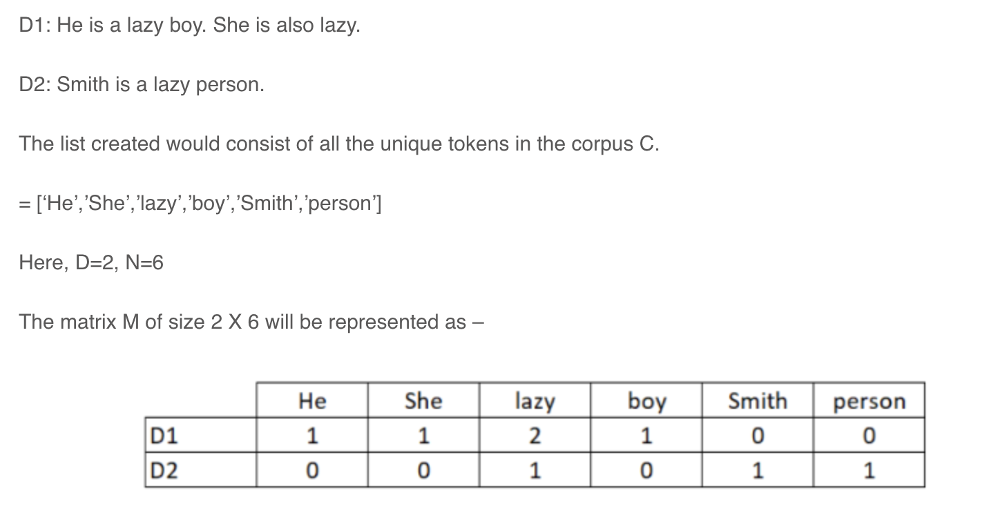 D1: He is a lazy boy. She is also lazy.
D2: Smith is a lazy person.
The list created would consist of all the unique tokens in the corpus C.
= [‘He’,’She’,’lazy’,’boy’,’Smith’,’person’]
Here, D=2, N=6
The matrix M of size 2 X 6 will be represented as –
He She lazy boy Smith person
D1 1 1 2 1 0 0
D2 0 0 1 0 1 1